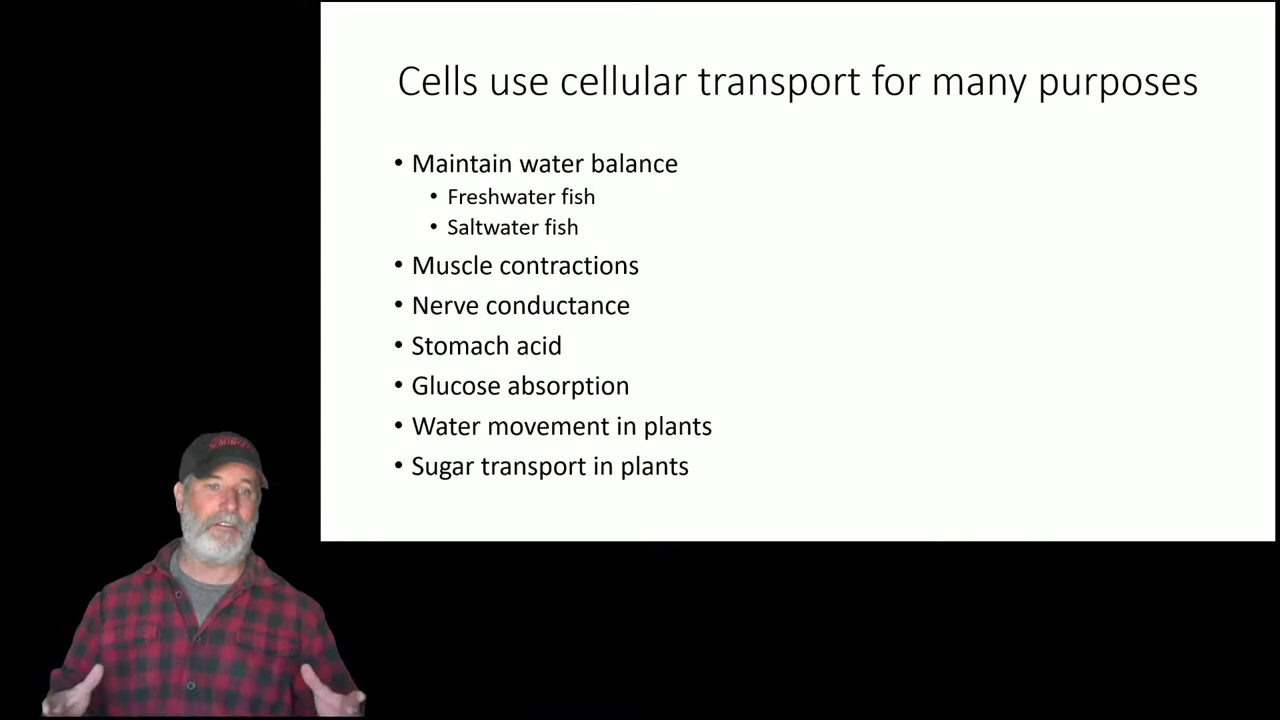 Cells use cellular transport for many purposes
• Maintain water balance
• Freshwater fish
• Saltwater fish
• Muscle contractions
• Nerve conductance
• Stomach acid
• Glucose absorption
• Water movement in plants
• Sugar transport in plants